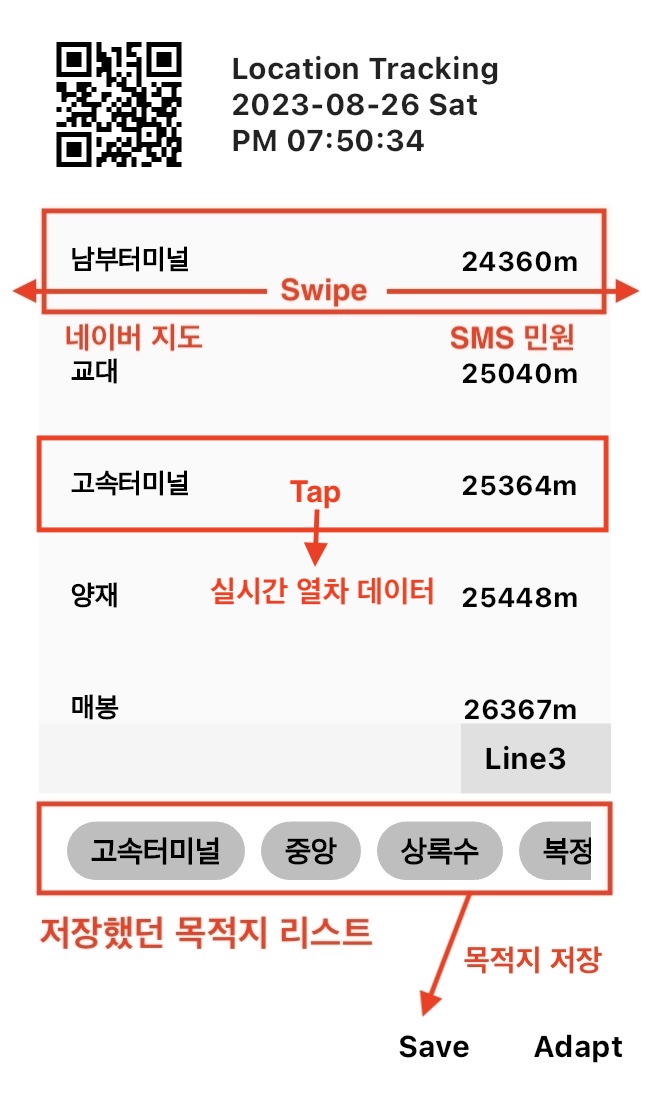 Location Tracking
2023-08-26 Sat
PM 07:50:34
남부터미널 24360m
Swipe
네이버 지도 SMS 민원
교대 25040m
고속터미널 25364m
Tap
양재 실시간 열차 데이터 25448m
매봉 26367m
Line3
고속터미널 중앙 상록수 복정
저장했던 목적지 리스트
목적지 저장
Save Adapt